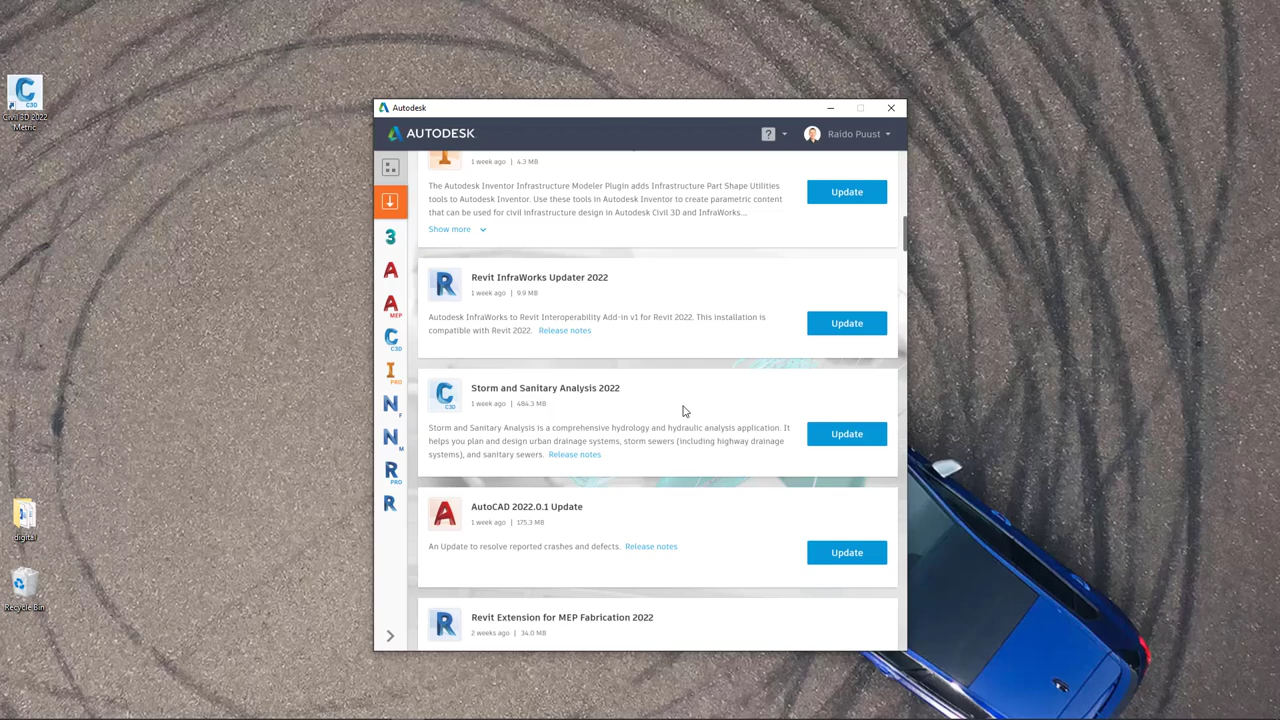 Autodesk
AUTODESK
?
Raido Puust
1 week ago | 4.3 MB
The Autodesk Inventor Infrastructure Modeler Plugin adds Infrastructure Part Shape Utilities
tools to Autodesk Inventor. Use these tools in Autodesk Inventor to create parametric content
that can be used for civil infrastructure design in Autodesk Civil 3D and InfraWorks...
Update
Show more
Revit InfraWorks Updater 2022
1 week ago | 9.9 MB
Autodesk InfraWorks to Revit Interoperability Add-in v1 for Revit 2022. This installation is
compatible with Revit 2022. Release notes
Update
Storm and Sanitary Analysis 2022
1 week ago | 484.3 MB
Storm and Sanitary Analysis is a comprehensive hydrology and hydraulic analysis application. It
helps you plan and design urban drainage systems, storm sewers (including highway drainage
systems), and sanitary sewers. Release notes
Update
AutoCAD 2022.0.1 Update
1 week ago | 175.3 MB
An Update to resolve reported crashes and defects. Release notes
Update
Revit Extension for MEP Fabrication 2022
2 weeks ago | 34.0 MB
3
A
A
MEP
C
C3D
I
PRO
N
F
N
M
R
PRO
R
I
R
C
C3D
A
R
C
C3D
Civil 3D 2022
Metric
digital
Recycle Bin